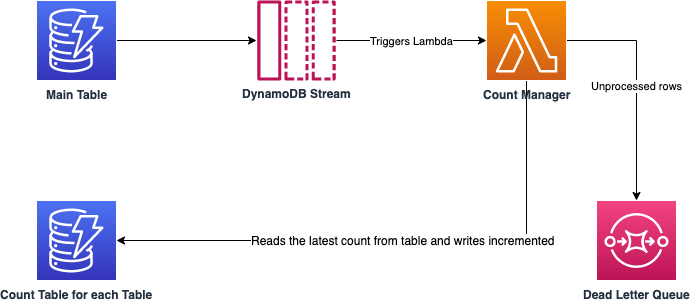 Triggers Lambda
Main Table
DynamoDB Stream
Count Manager
Unprocessed rows
Reads the latest count from table and writes incremented
Count Table for each Table
Dead Letter Queue